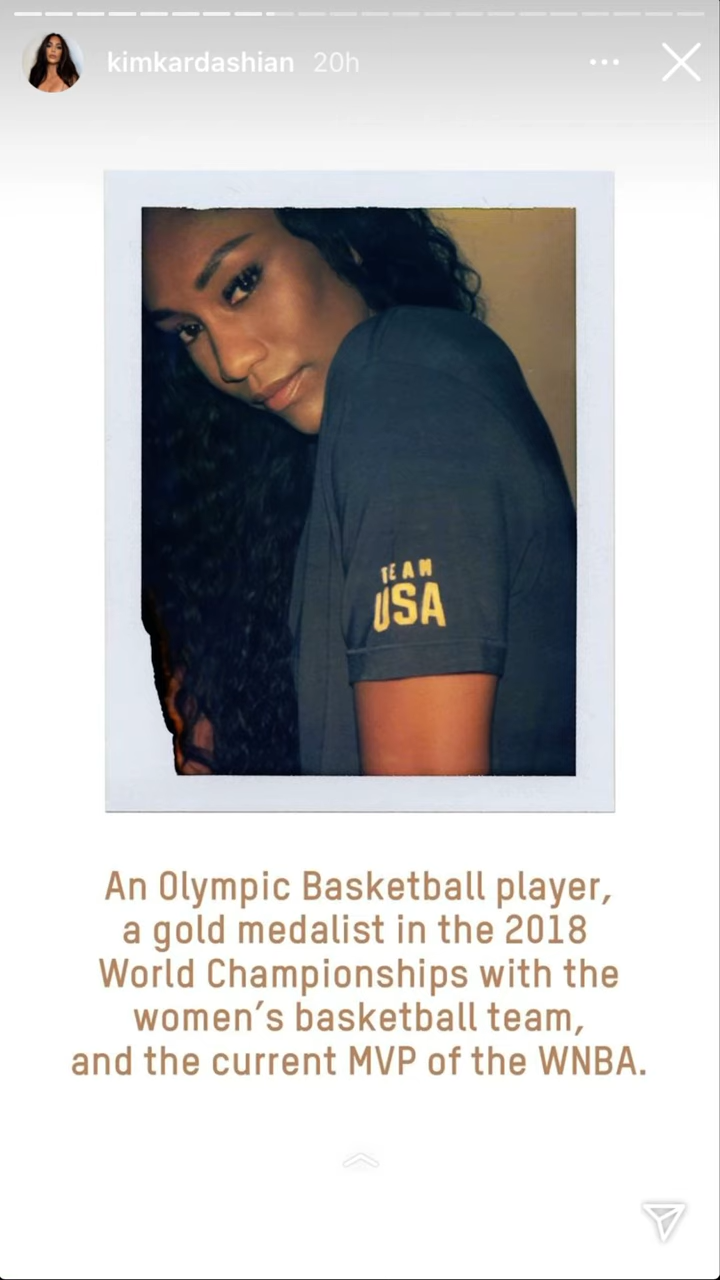 kimkardashian 20h
TEAM
USA
An Olympic Basketball player,
a gold medalist in the 2018
World Championships with the
women's basketball team,
and the current MVP of the WNBA.